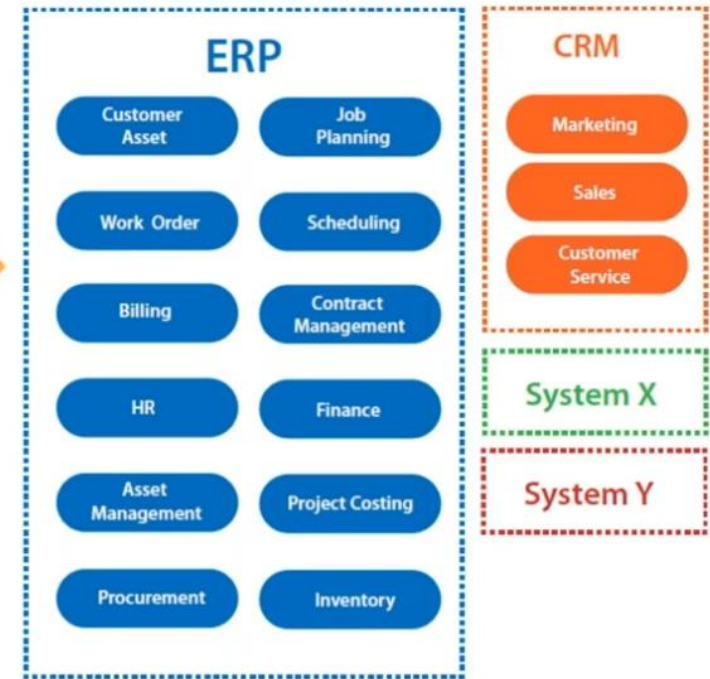 ERP
Customer
Asset
Job
Planning
Work Order
Scheduling
Billing
Contract
Management
HR
Finance
Asset
Management
Project Costing
Procurement
Inventory
CRM
Marketing
Sales
Customer
Service
System X
System Y